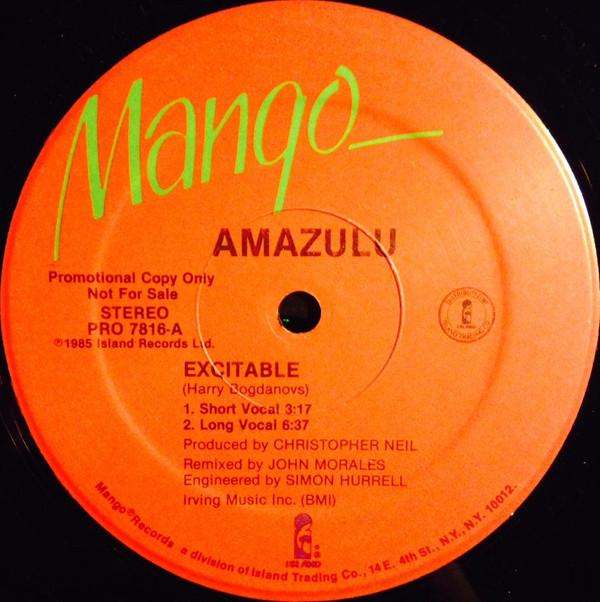 Mango
AMAZULU
Promotional Copy Only
Not For Sale
STEREO
PRO 7816-A
℗1985 Island Records Ltd.
EXCITABLE
(Harry Bogdanovs)
1. Short Vocal 3:17
2. Long Vocal 6:37
Produced by CHRISTOPHER NEIL
Remixed by JOHN MORALES
Engineered by SIMON HURRELL
Irving Music Inc. (BMI)
ISLAND
Mango® Records a division of Island Trading Co., 14 E. 4th St., N.Y., N.Y. 10012.